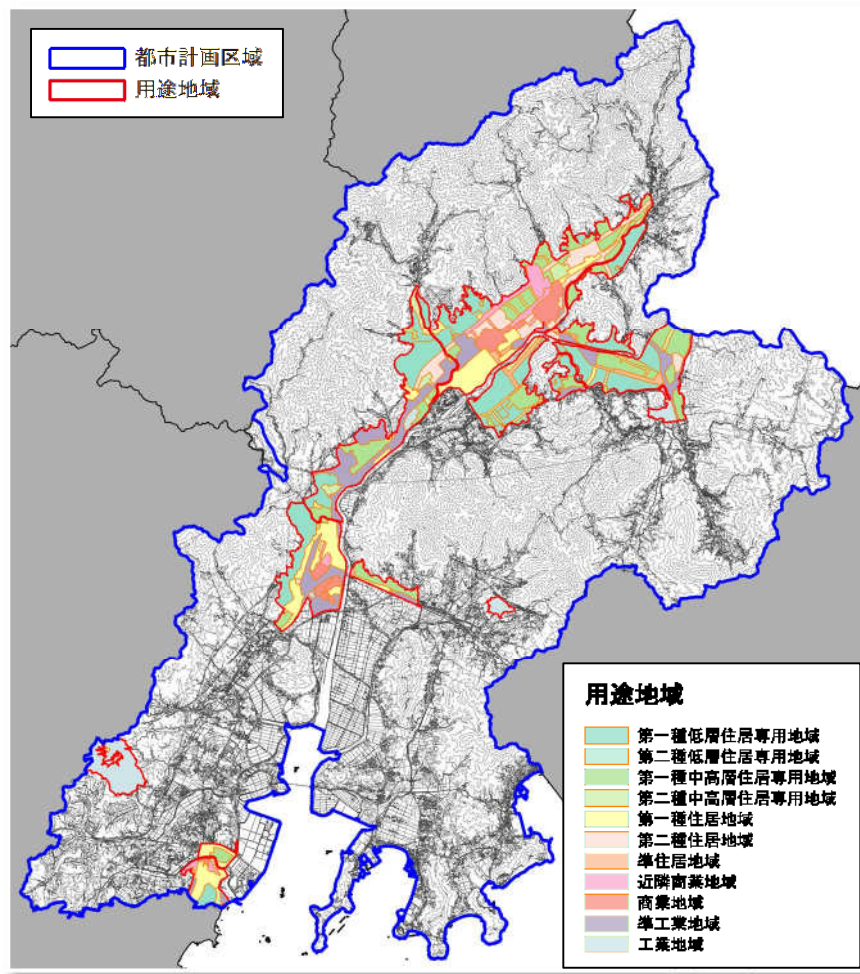 都市計画区域
用途地域
用途地域
第一種低層住居専用地域
第二種低層住居専用地域
第一種中高層住居専用地域
第二種中高層住居専用地域
第一種住居地域
第二種住居地域
準住居地域
近隣商業地域
商業地域
準工業地域
工業地域